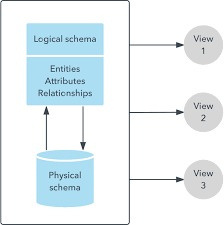 Logical schema
Entities
Attributes
Relationships
Physical
schema
View
1
View
2
View
3